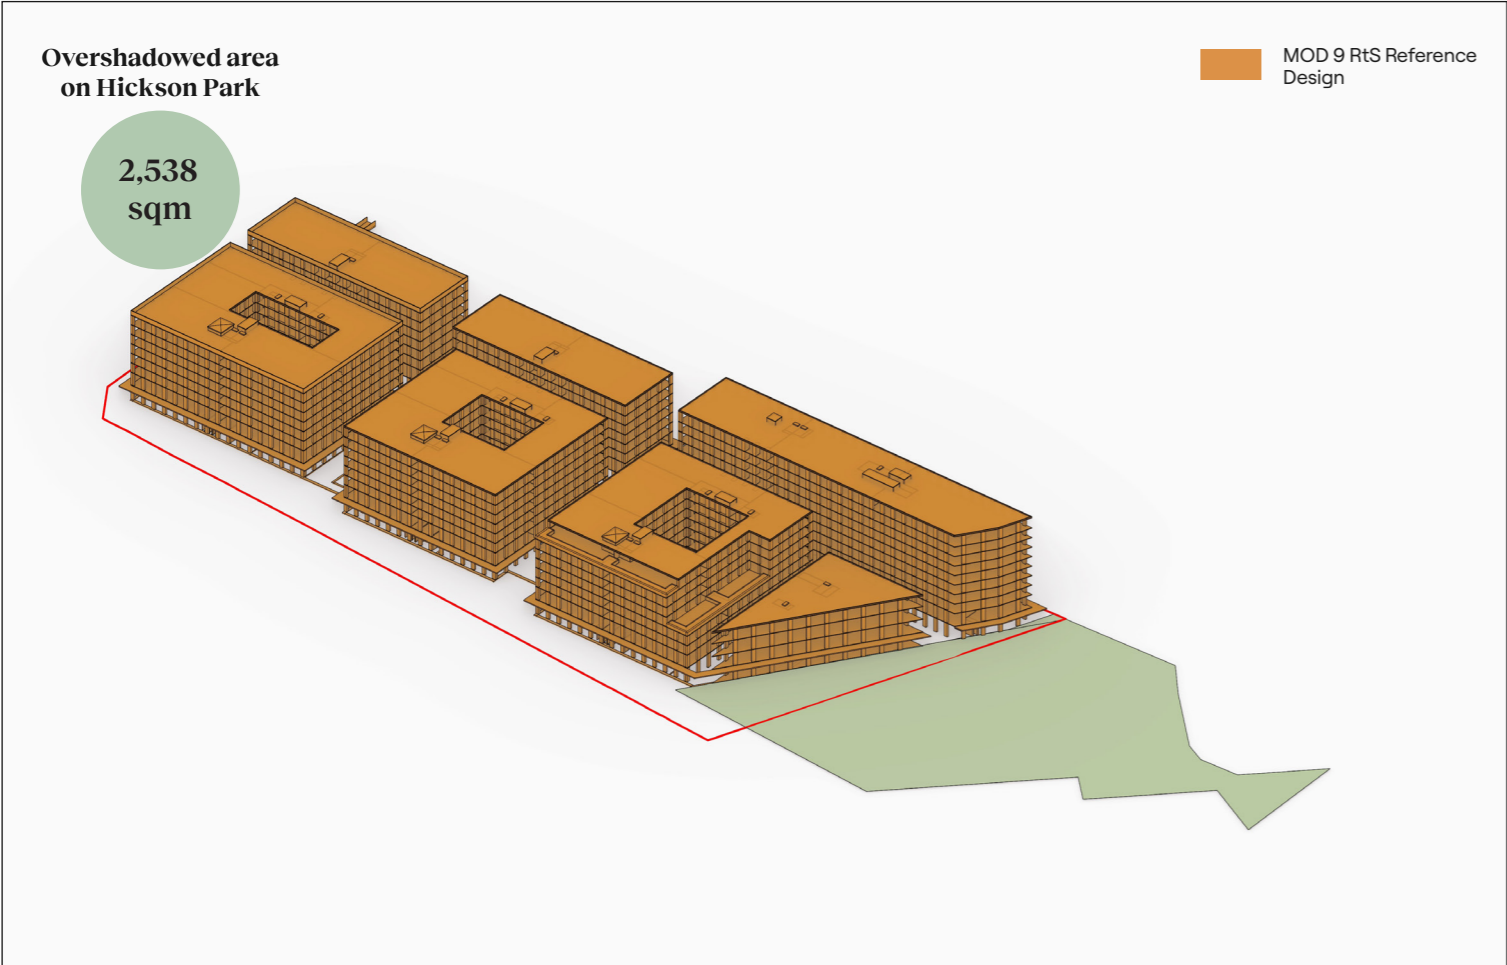 Overshadowed area
on Hickson Park
2,538
sqm
MOD 9 RtS Reference
Design